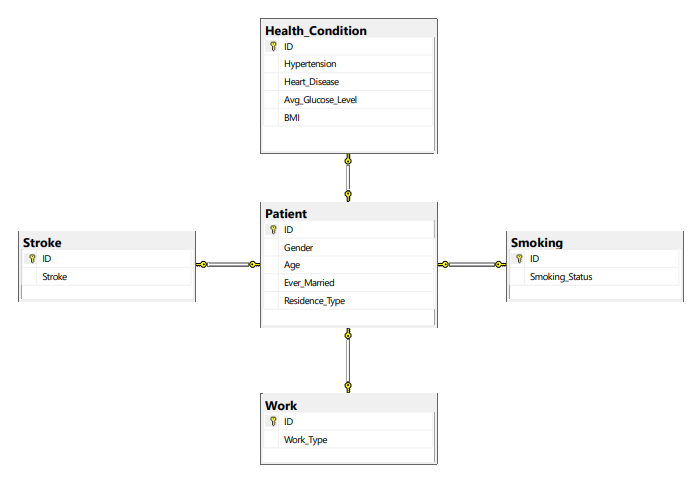 Health_Condition
ID
Hypertension
Heart_Disease
Avg_Glucose_Level
BMI
Patient
ID
Gender
Age
Ever_Married
Residence_Type
Stroke
ID
Stroke
Smoking
ID
Smoking_Status
Work
ID
Work_Type